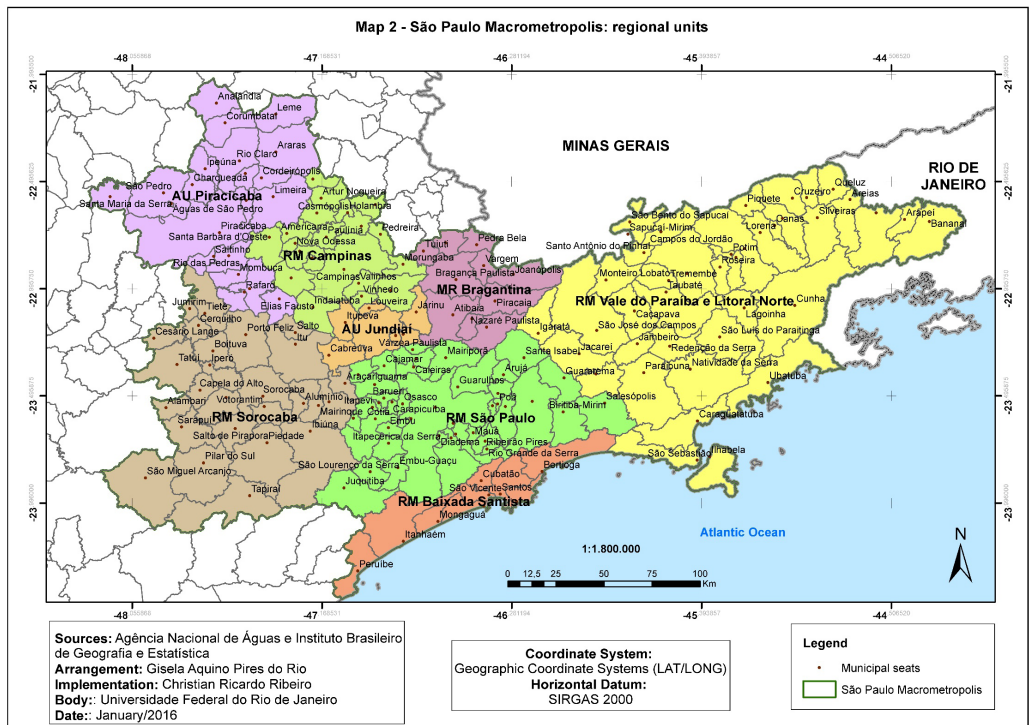 Map 2 - São Paulo Macrometropolis: regional units
MINAS GERAIS
RIO DE
JANEIRO
Analândia
Leme
Corumbataí
Araras
Rio Claro
Ipeúna
Cordeirópolis
Charqueada
São Pedro
AU Piracicaba
Limeira
Artur Nogueira
Santa Maria da Serra
Águas de São Pedro
Cosmópolis
Holambra
Piracicaba
Americana
Paulínia
Pedreira
Santa Barbára d'Oeste
Nova Odessa
Saltinho
RM Campinas
Rio das Pedras
Mombuca
Campinas
Valinhos
Morungaba
Rafard
Vinhedo
Elias Fausto
Indaiatuba
Louveira
Tuiuti
Pedra Bela
Vargem
Bragança Paulista
Joanópolis
MR Bragantina
Piracaia
Atibaia
Nazaré Paulista
Jumirim
Tietê
Cerquilho
Cesário Lange
Porto Feliz
Salto
Itu
Itupeva
Jarinu
AU Jundiaí
Várzea Paulista
Cabreúva
Boituva
Tatuí
Iperó
Cajamar
Mairiporã
Caieiras
Araçariguama
Capela do Alto
Sorocaba
Alumínio
Barueri
Guarulhos
Arujá
Alambari
Votorantim
Itapevi
Osasco
Poá
Mairinque
Cotia
Carapicuíba
Biritiba-Mirim
RM Sorocaba
RM São Paulo
Sarapuí
Embu
Ibiúna
Mauá
Salto de Pirapora
Piedade
Itapecerica da Serra
Diadema
Ribeirão Pires
Rio Grande da Serra
Pilar do Sul
Embu-Guaçu
São Miguel Arcanjo
São Lourenço da Serra
Juquitiba
Tapiraí
Cubatão
Bertioga
São Vicente
Santos
RM Baixada Santista
Mongaguá
Itanhaém
Peruíbe
Queluz
Cruzeiro
Areias
Piquete
São Bento do Sapucaí
Silveiras
Arapeí
Sapucaí-Mirim
Lorena
Canas
Bananal
Campos do Jordão
Santo Antônio do Pinhal
Potim
Roseira
Monteiro Lobato
Tremembé
Taubaté
RM Vale do Paraíba e Litoral Norte
Cunha
Caçapava
Lagoinha
São José dos Campos
São Luís do Paraitinga
Igaratá
Jambeiro
Jacareí
Redenção da Serra
Santa Isabel
Natividade da Serra
Paraibuna
Guararema
Ubatuba
Salesópolis
Caraguatatuba
São Sebastião
Ilhabela
Atlantic Ocean
1:1.800.000
0 12,5 25 50 75 100
Km
N
Sources: Agência Nacional de Águas e Instituto Brasileiro
de Geografia e Estatística
Arrangement: Gisela Aquino Pires do Rio
Implementation: Christian Ricardo Ribeiro
Body:: Universidade Federal do Rio de Janeiro
Date:: January/2016
Coordinate System:
Geographic Coordinate Systems (LAT/LONG)
Horizontal Datum:
SIRGAS 2000
Legend
Municipal seats
São Paulo Macrometropolis